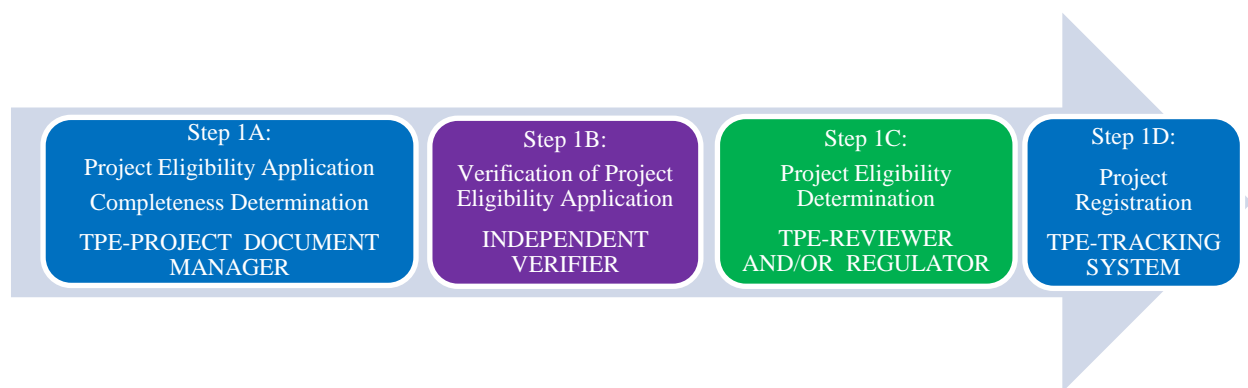 Step 1A:
Project Eligibility Application
Completeness Determination
TPE-PROJECT DOCUMENT
MANAGER
Step 1B:
Verification of Project
Eligibility Application
INDEPENDENT
VERIFIER
Step 1C:
Project Eligibility
Determination
TPE-REVIEWER
AND/OR REGULATOR
Step 1D:
Project
Registration
TPE-TRACKING
SYSTEM